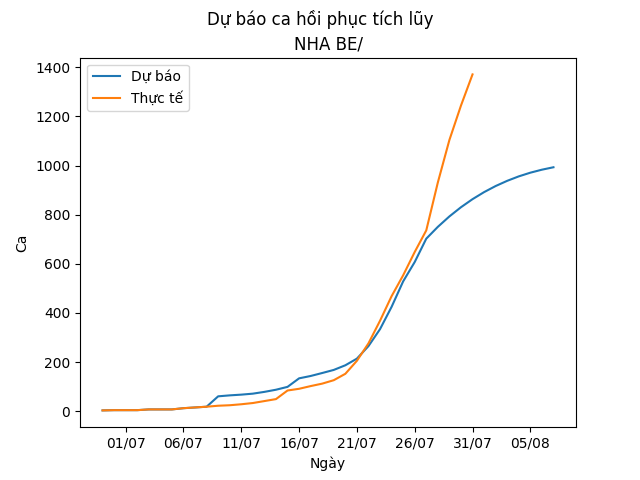 Dự báo ca hồi phục tích lũy
NHA BE/
Dự báo
Thực tế
1400
1200
1000
800
600
400
200
0
Ca
01/07 06/07 11/07 16/07 21/07 26/07 31/07 05/08
Ngày